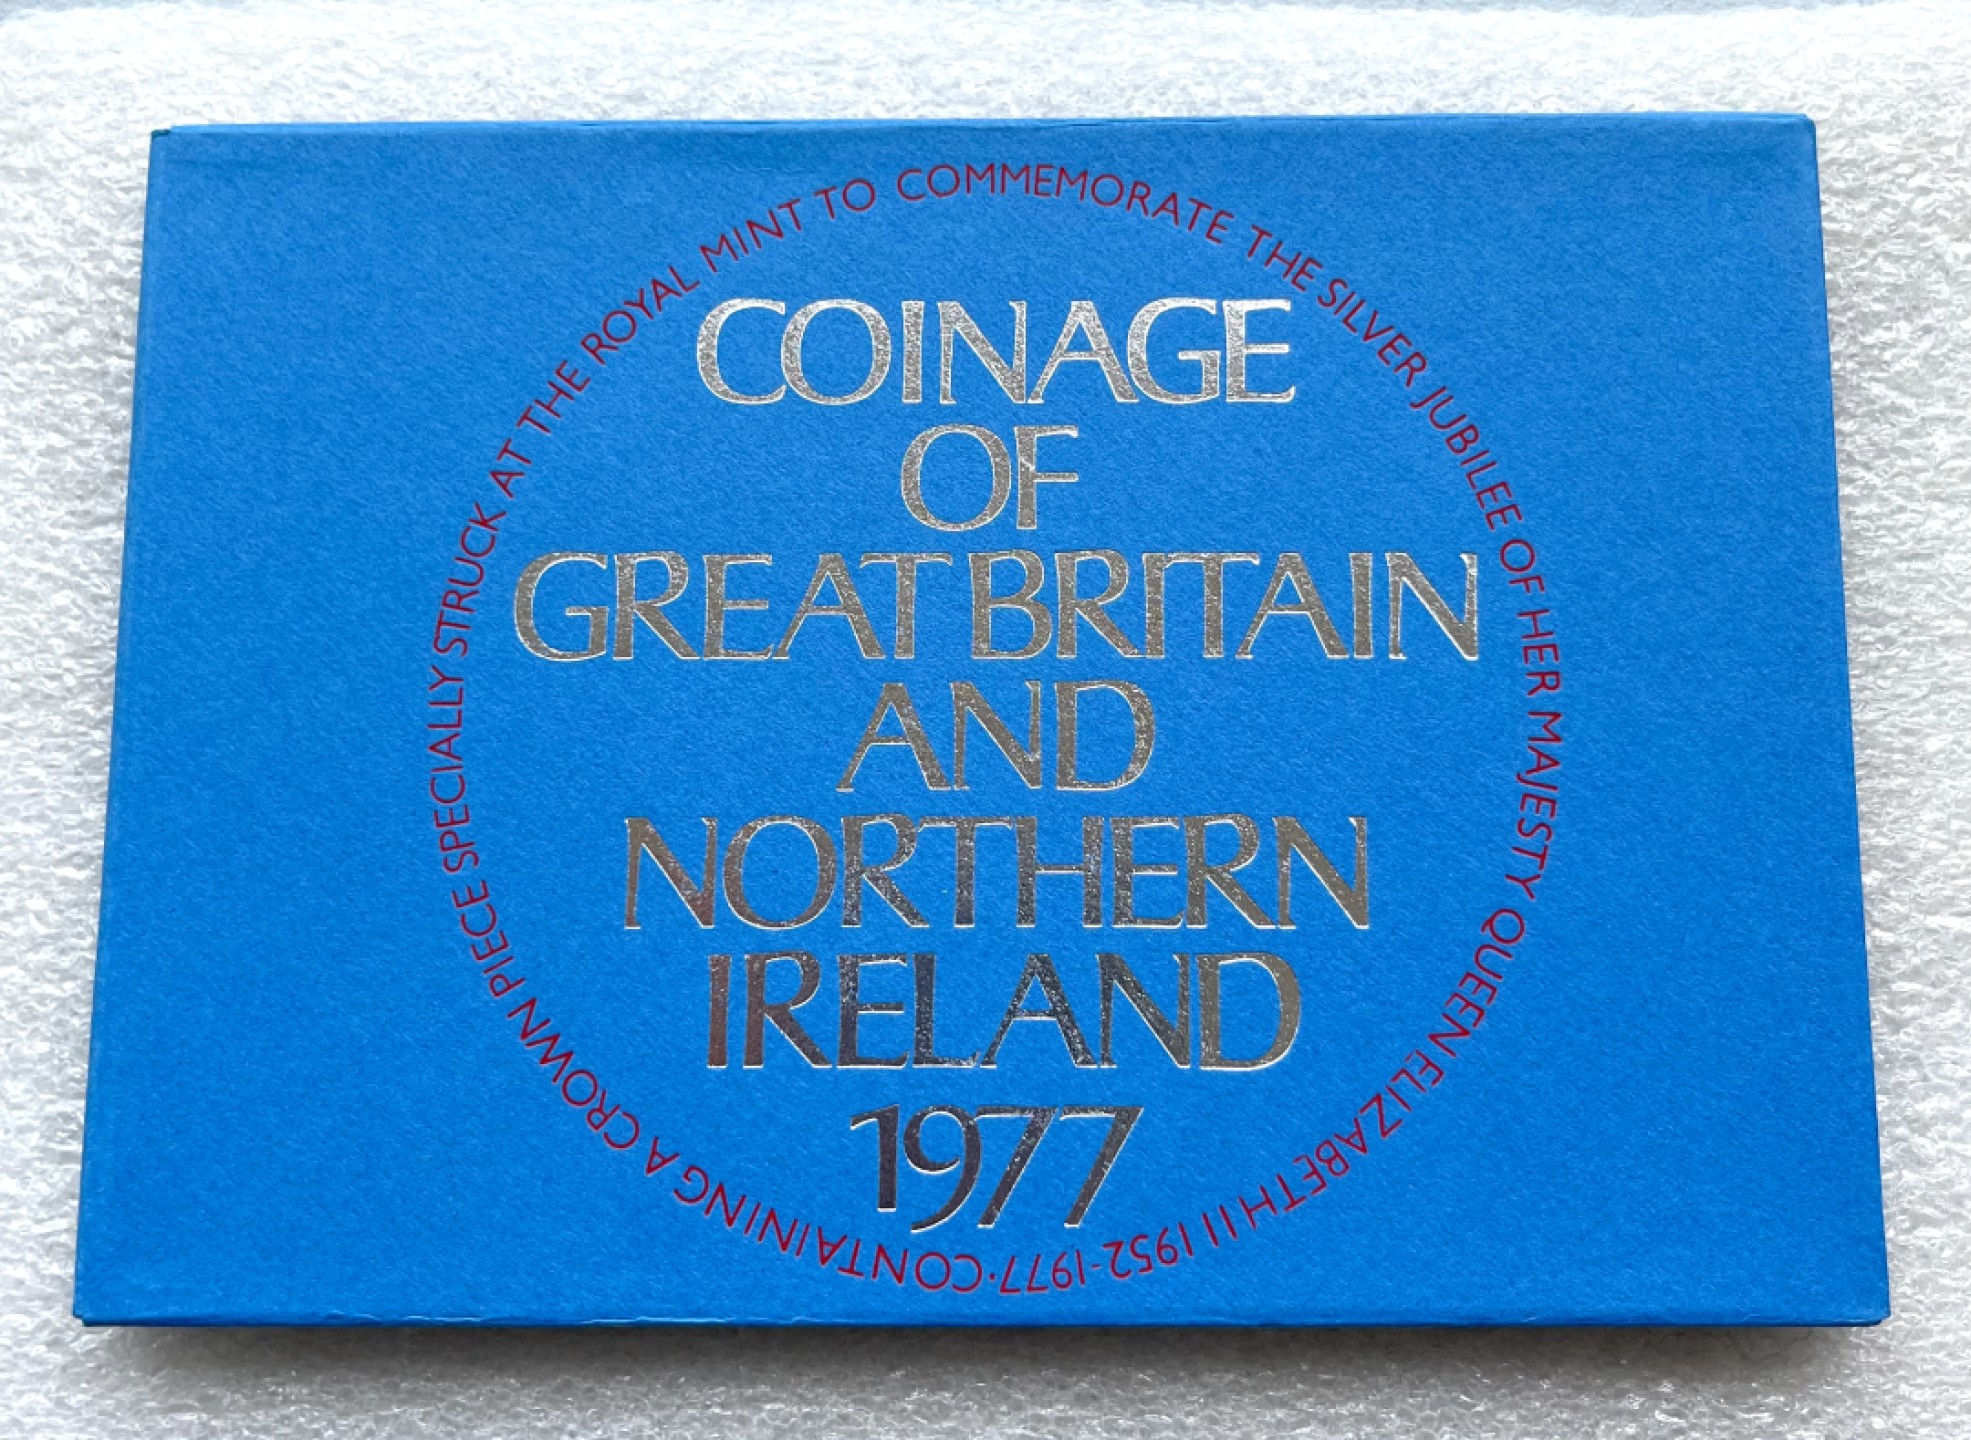 COINAGE
OF
GREAT BRITAIN
AND
NORTHERN
IRELAND
1977
CONTAINING A CROWN PIECE SPECIALLY STRUCK AT THE ROYAL MINT TO COMMEMORATE THE SILVER JUBILEE OF HER MAJESTY QUEEN ELIZABETH II 1952-1977·